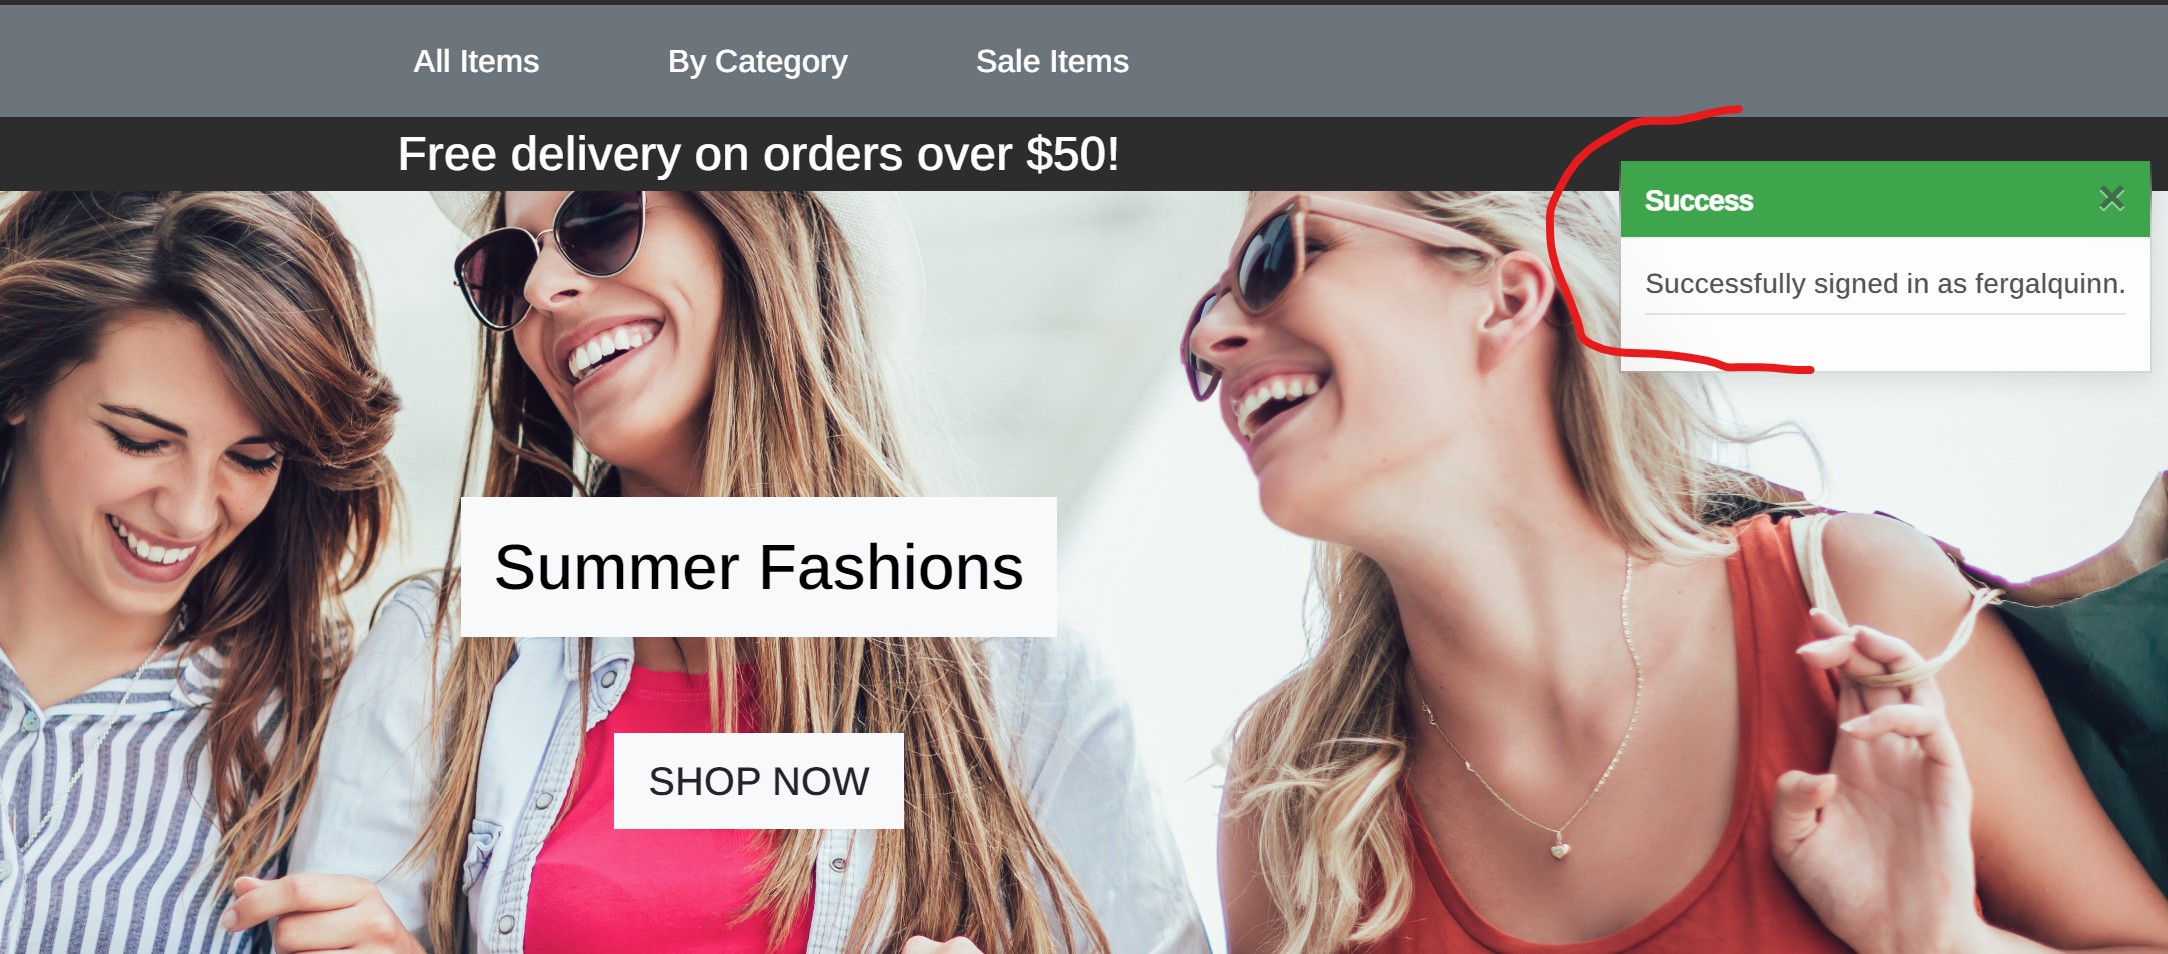 All Items By Category Sale Items
Free delivery on orders over $50!
Success
Successfully signed in as fergalquinn.
Summer Fashions
SHOP NOW